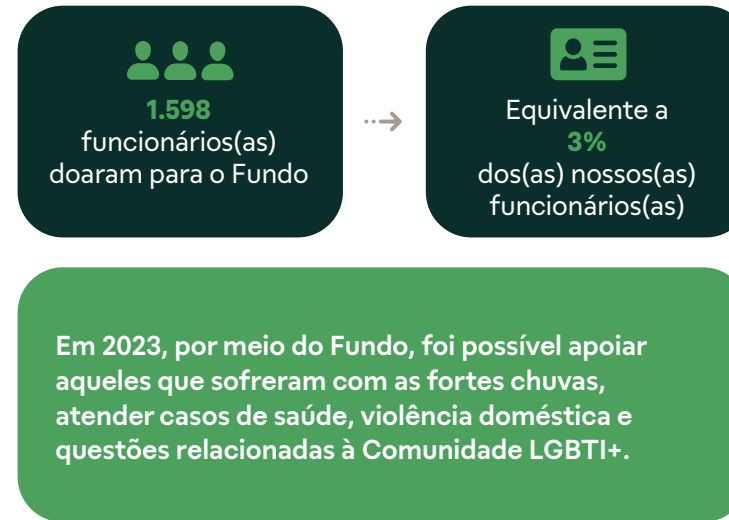 1.598
funcionários(as)
doaram para o Fundo
Equivalente a
3%
dos(as) nossos(as)
funcionários(as)
Em 2023, por meio do Fundo, foi possível apoiar
aqueles que sofreram com as fortes chuvas,
atender casos de saúde, violência doméstica e
questões relacionadas à Comunidade LGBTI+.